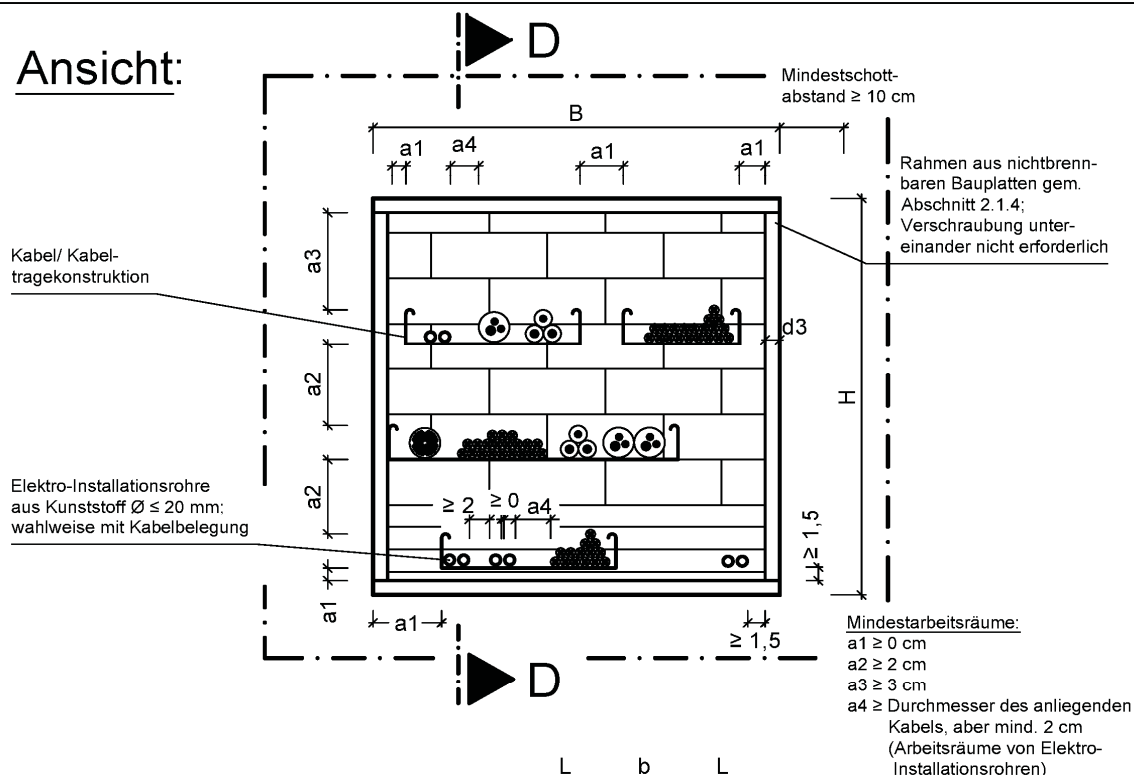 Ansicht:
D
Mindestschott-
abstand ≥ 10 cm
B
a1
a4
a1
a1
Rahmen aus nichtbrenn-
baren Bauplatten gem.
Abschnitt 2.1.4;
Verschraubung unter-
einander nicht erforderlich
Kabel/ Kabel-
tragekonstruktion
a3
d3
a2
H
Elektro-Installationsrohre
aus Kunststoff Ø ≤ 20 mm;
wahlweise mit Kabelbelegung
a2
≥ 2
≥ 0
a4
≥ 1,5
a1
a1
≥ 1,5
D
Mindestarbeitsräume:
a1 ≥ 0 cm
a2 ≥ 2 cm
a3 ≥ 3 cm
a4 ≥ Durchmesser des anliegenden
Kabels, aber mind. 2 cm
(Arbeitsräume von Elektro-
Installationsrohren)
L
b
L